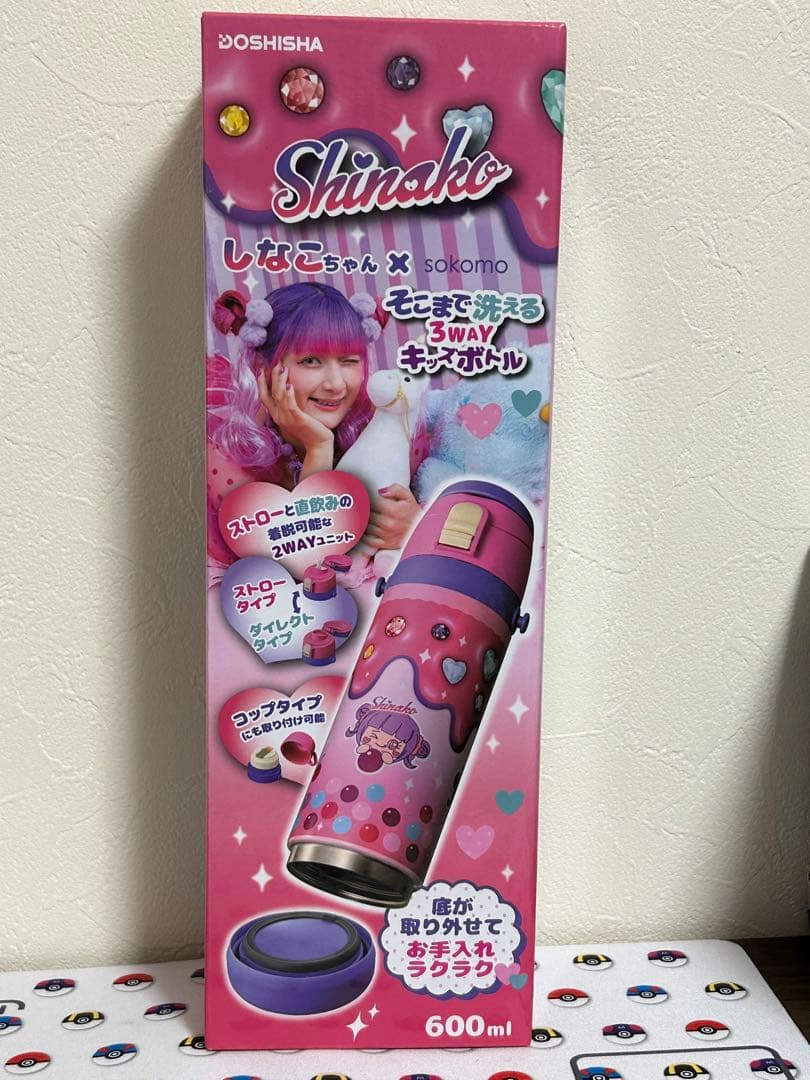 DOSHISHA
Shinako
しなこちゃん × sokomo
そこまで洗える
3WAY
キッズボトル
ストローと直飲みの
着脱可能な
2WAYユニット
ストロー
タイプ
ダイレクト
タイプ
コップタイプ
にも取り付け可能
Shinako
底が
取り外せて
お手入れ
ラクラク
600ml